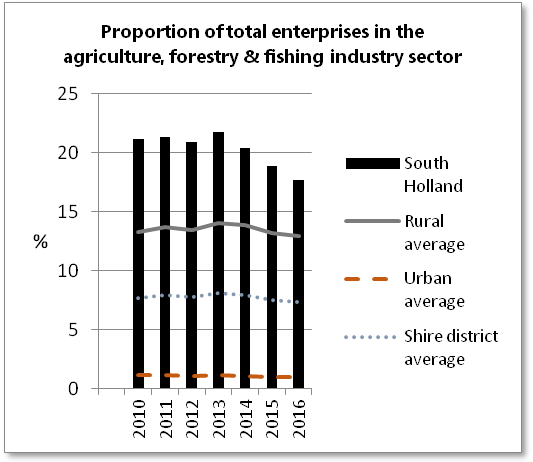 Proportion of total enterprises in the
agriculture, forestry & fishing industry sector
25
20
15
10
5
0
%
2010
2011
2012
2013
2014
2015
2016
South
Holland
Rural
average
Urban
average
Shire district
average